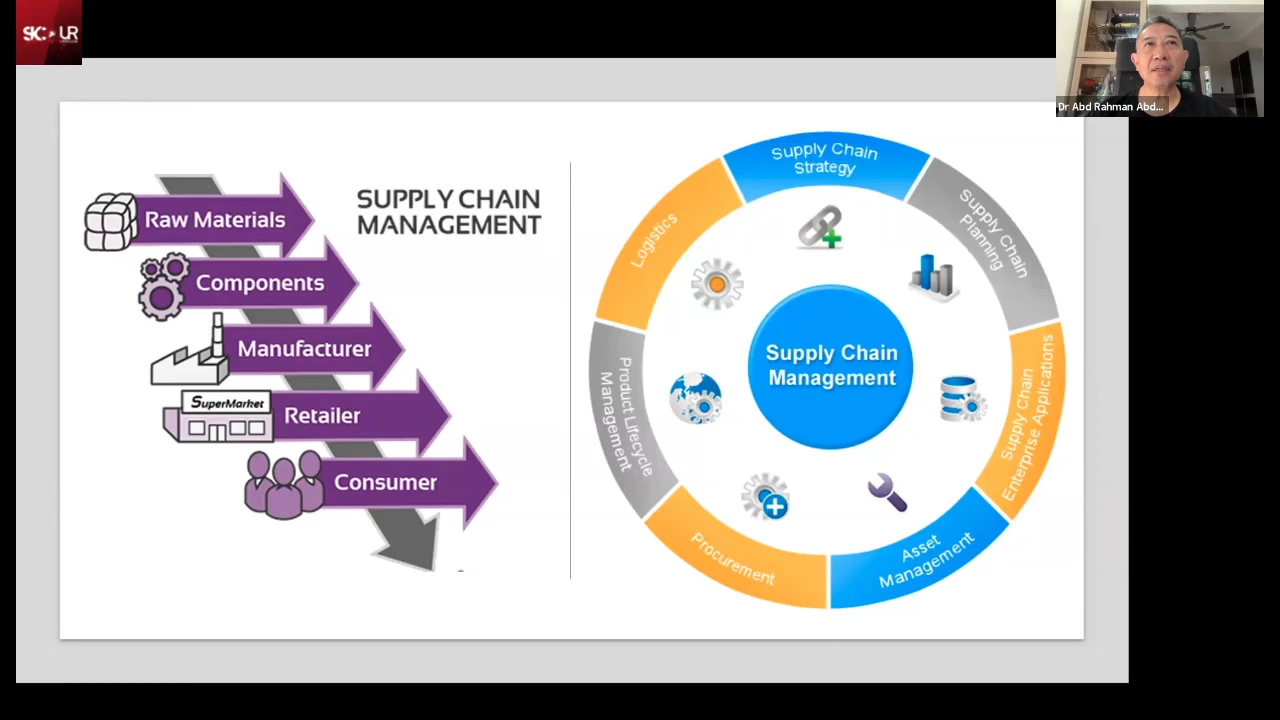 SK
UR
Dr Abd Rahman Abd...
SUPPLY CHAIN
MANAGEMENT
Raw Materials
Components
Manufacturer
SuperMarket
Retailer
Consumer
Supply Chain
Strategy
Supply Chain
Planning
Supply Chain
Enterprise Applications
Asset
Management
Procurement
Product Lifecycle
Management
Logistics
Supply Chain
Management